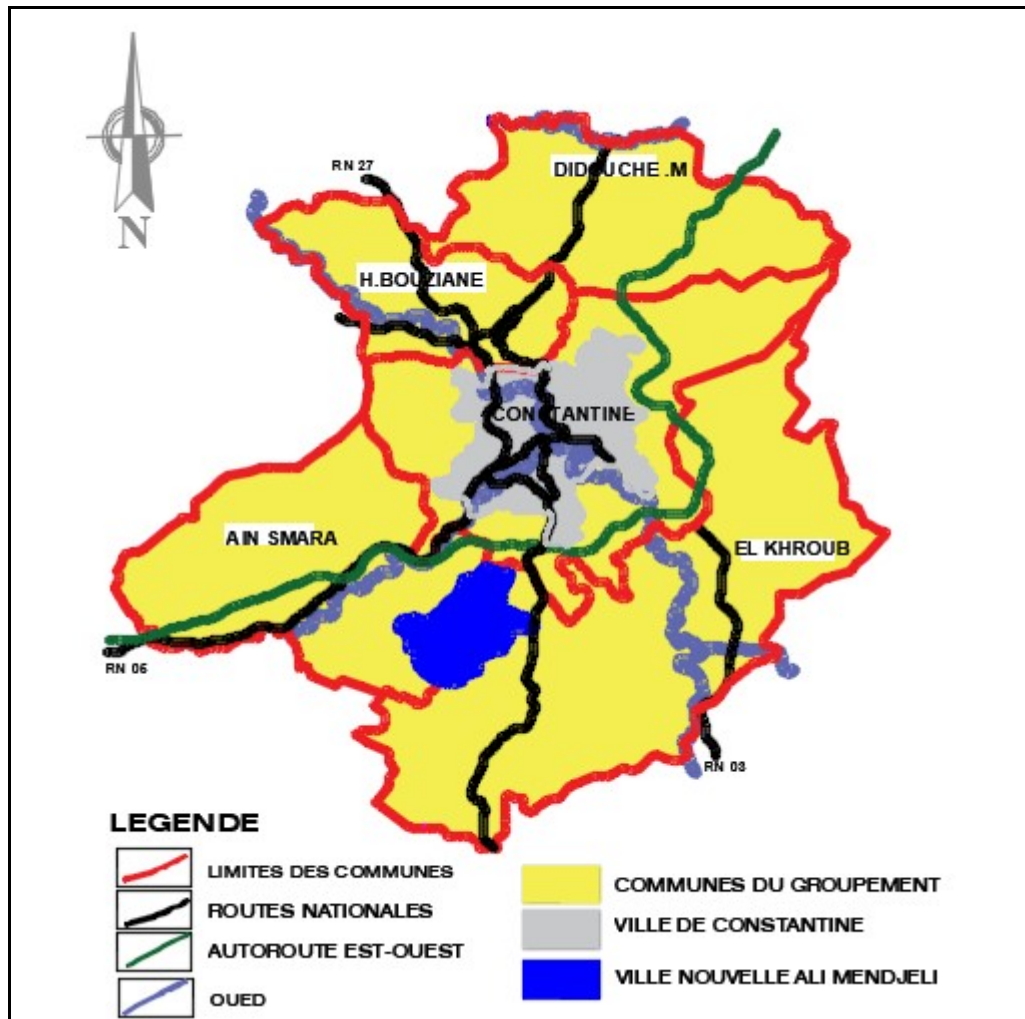 N
RN 27
DIDOUCHE .M
H.BOUZIANE
CONSTANTINE
AIN SMARA
EL KHROUB
RN 05
RN 03
LEGENDE
LIMITES DES COMMUNES
ROUTES NATIONALES
AUTOROUTE EST-OUEST
OUED
COMMUNES DU GROUPEMENT
VILLE DE CONSTANTINE
VILLE NOUVELLE ALI MENDJELI